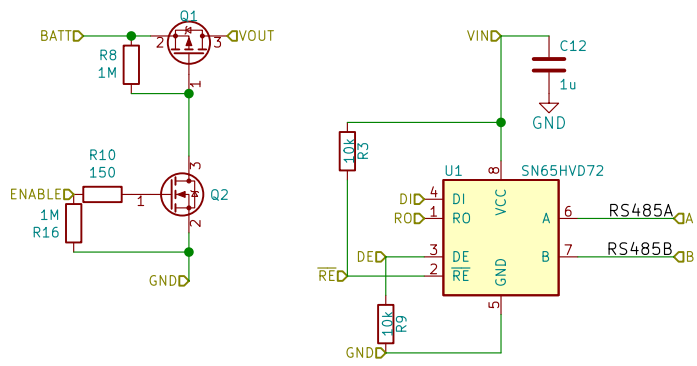 Q1
BATT
2
3
VOUT
R8
1M
1
R10
150
3
ENABLE
1
Q2
1M
R16
2
GND
VIN
C12
1u
GND
10k
R3
U1
8
SN65HVD72
VCC
DI
4
DI
RO
1
RO
A
6
RS485A
A
DE
3
DE
B
7
RS485B
B
RE
2
RE
GND
5
10k
R9
GND